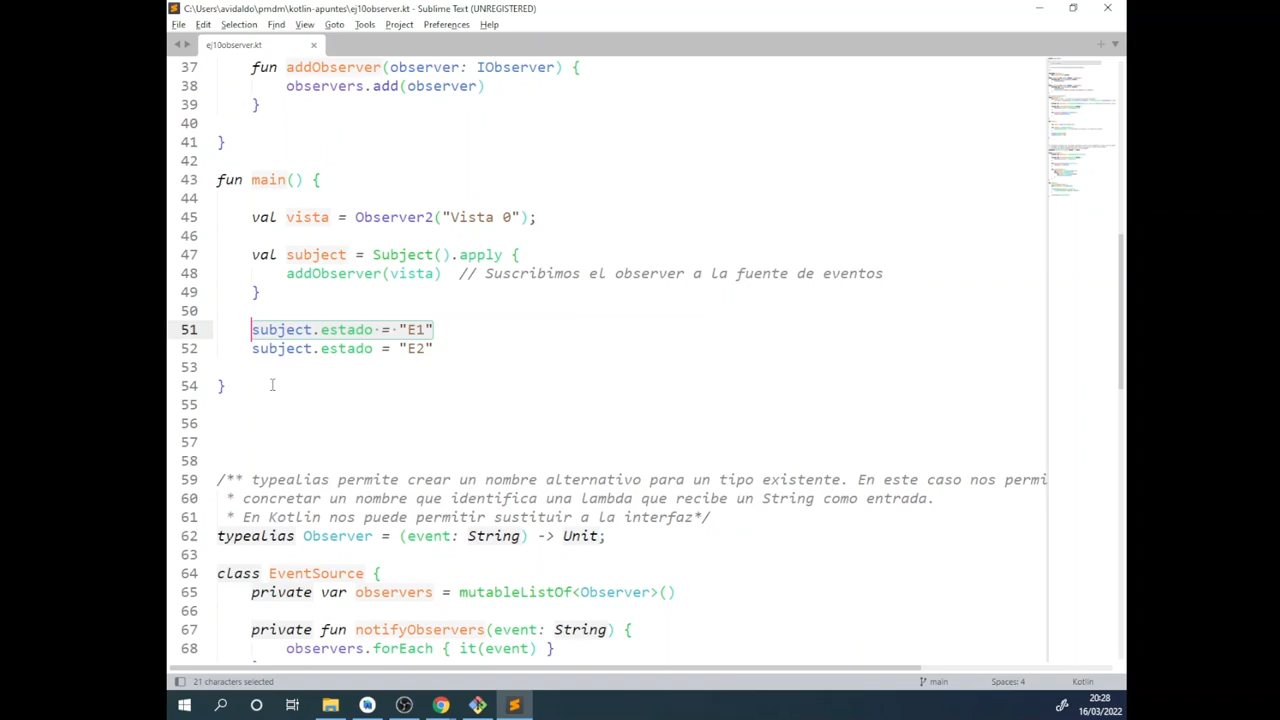 C:\Users\avidaldo\pmdm\kotlin-apuntes\ej10observer.kt - Sublime Text (UNREGISTERED)
File Edit Selection Find View Goto Tools Project Preferences Help
ej10observer.kt
37 fun addObserver(observer: IObserver) {
38 observers.add(observer)
39 }
40
41 }
42
43 fun main() {
44
45 val vista = Observer2("Vista 0");
46
47 val subject = Subject().apply {
48 addObserver(vista) // Suscribimos el observer a la fuente de eventos
49 }
50
51 subject.estado = "E1"
52 subject.estado = "E2"
53
54 }
55
56
57
58
59 /** typealias permite crear un nombre alternativo para un tipo existente. En este caso nos permi
60 * concretar un nombre que identifica una lambda que recibe un String como entrada.
61 * En Kotlin nos puede permitir sustituir a la interfaz*/
62 typealias Observer = (event: String) -> Unit;
63
64 class EventSource {
65 private var observers = mutableListOf<Observer>()
66
67 private fun notifyObservers(event: String) {
68 observers.forEach { it(event) }
21 characters selected main Spaces: 4 Kotlin
20:28
16/03/2022